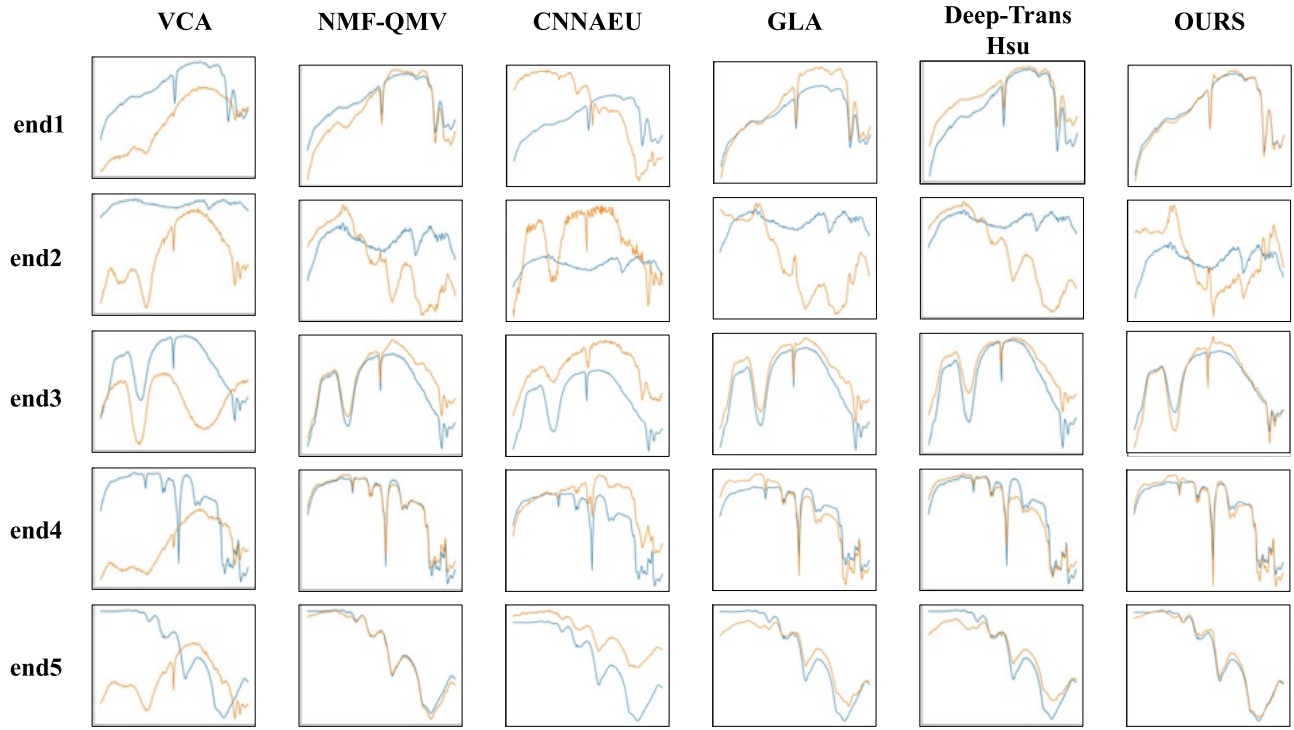 VCA
NMF-QMV
CNNAEU
GLA
Deep-Trans
Hsu
OURS
end1
end2
end3
end4
end5